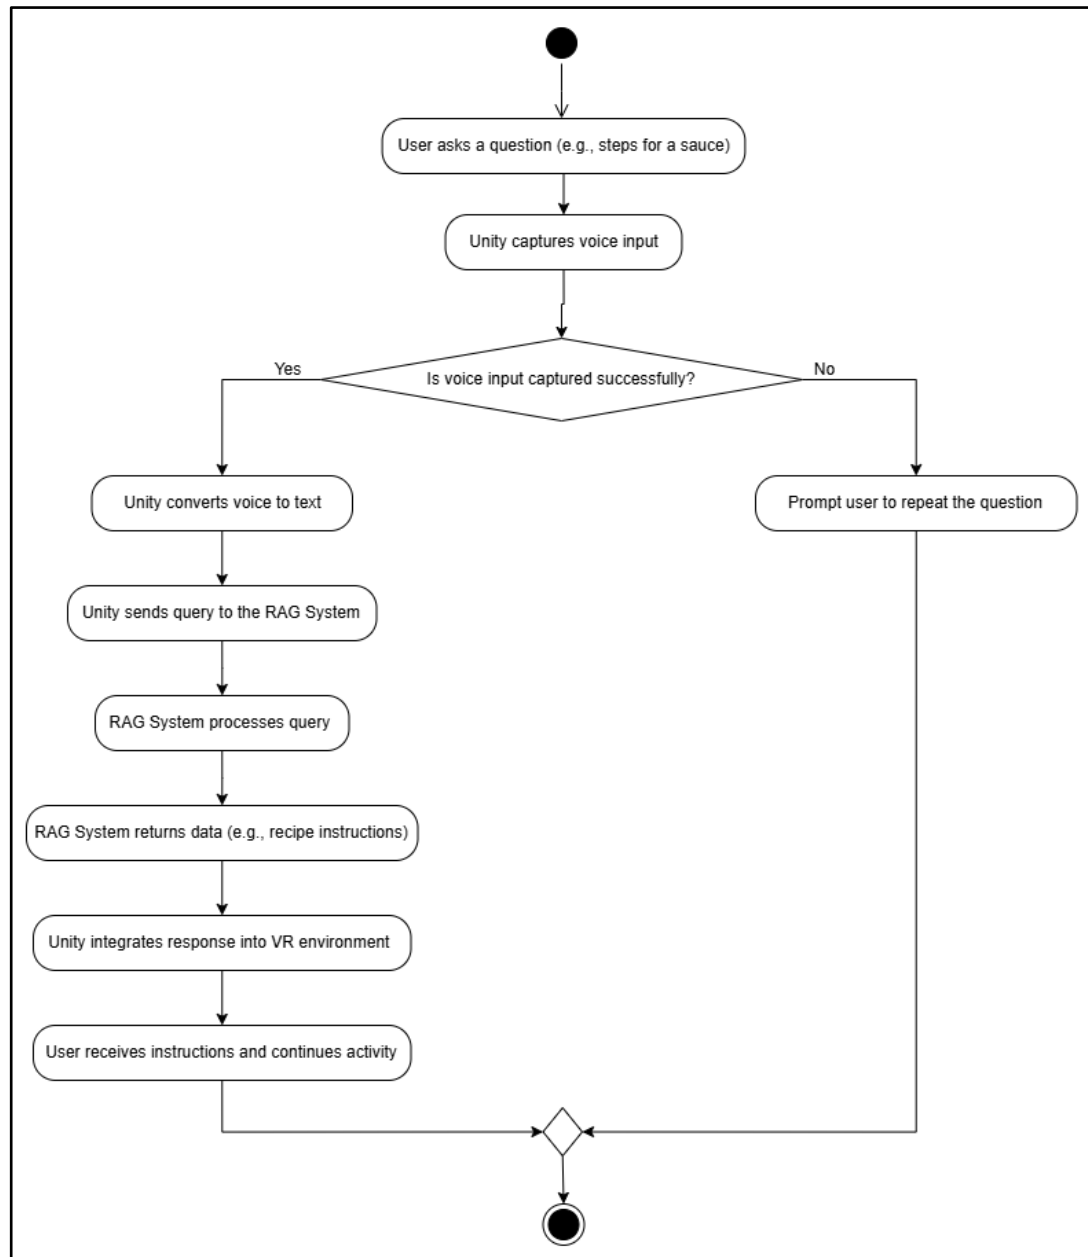 User asks a question (e.g., steps for a sauce)
Unity captures voice input
Is voice input captured successfully?
Yes
No
Unity converts voice to text
Prompt user to repeat the question
Unity sends query to the RAG System
RAG System processes query
RAG System returns data (e.g., recipe instructions)
Unity integrates response into VR environment
User receives instructions and continues activity